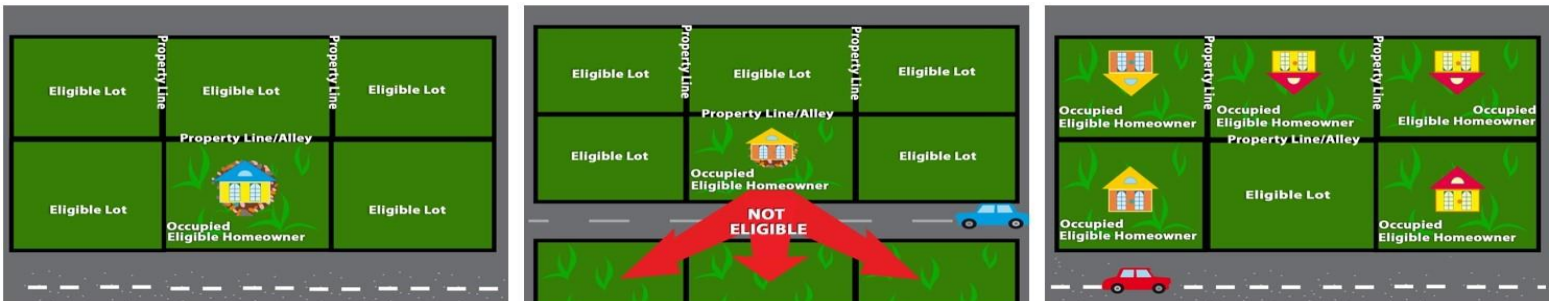 Eligible Lot
Property Line
Eligible Lot
Property Line
Eligible Lot
Property Line/Alley
Eligible Lot
Occupied
Eligible Homeowner
Eligible Lot
Eligible Lot
Property Line
Eligible Lot
Property Line
Eligible Lot
Property Line/Alley
Eligible Lot
Occupied
Eligible Homeowner
Eligible Lot
NOT
ELIGIBLE
Occupied
Eligible Homeowner
Property Line
Occupied
Eligible Homeowner
Property Line
Occupied
Eligible Homeowner
Property Line/Alley
Occupied
Eligible Homeowner
Eligible Lot
Occupied
Eligible Homeowner